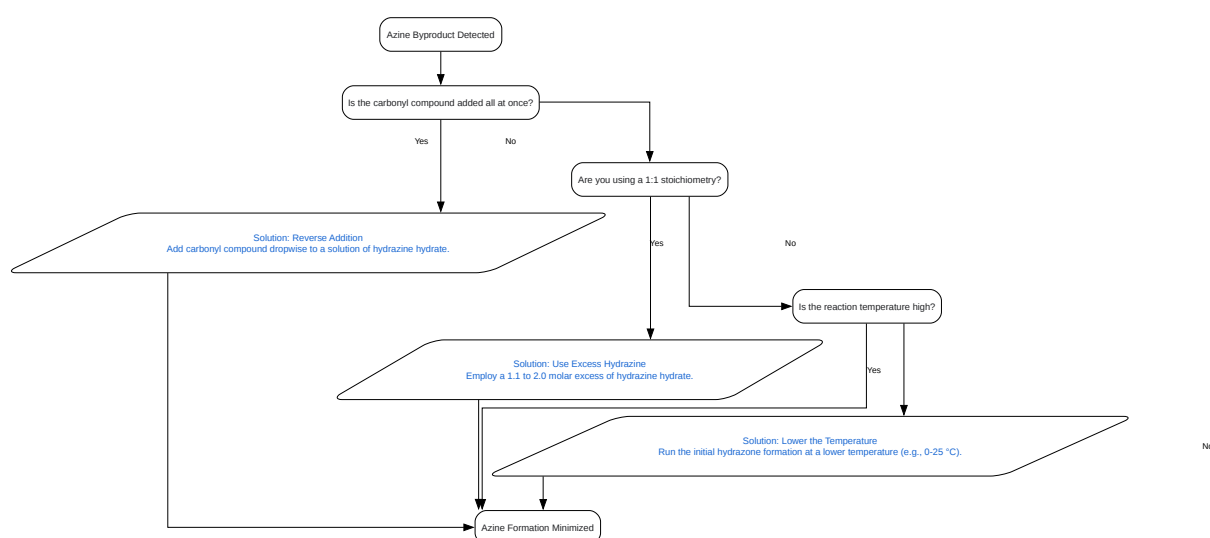 Azine Byproduct Detected
Is the carbonyl compound added all at once?
Yes
No
Are you using a 1:1 stoichiometry?
Solution: Reverse Addition
Add carbonyl compound dropwise to a solution of hydrazine hydrate.
Yes
No
Is the reaction temperature high?
Solution: Use Excess Hydrazine
Employ a 1.1 to 2.0 molar excess of hydrazine hydrate.
Yes
Solution: Lower the Temperature
Run the initial hydrazone formation at a lower temperature (e.g., 0-25 °C).
No
Azine Formation Minimized